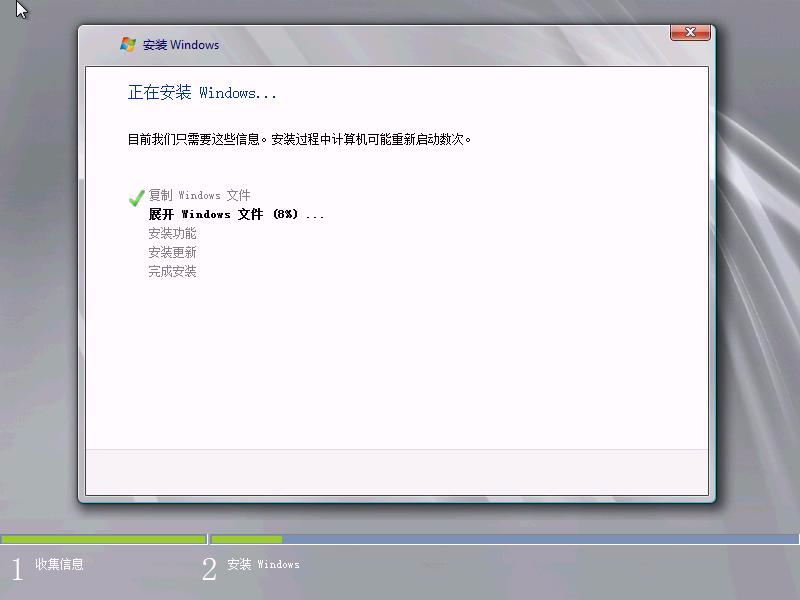 安装 Windows
正在安装 Windows...
目前我们只需要这些信息。安装过程中计算机可能重新启动数次。
复制 Windows 文件
展开 Windows 文件 (8%) ...
安装功能
安装更新
完成安装
1 收集信息
2 安装 Windows